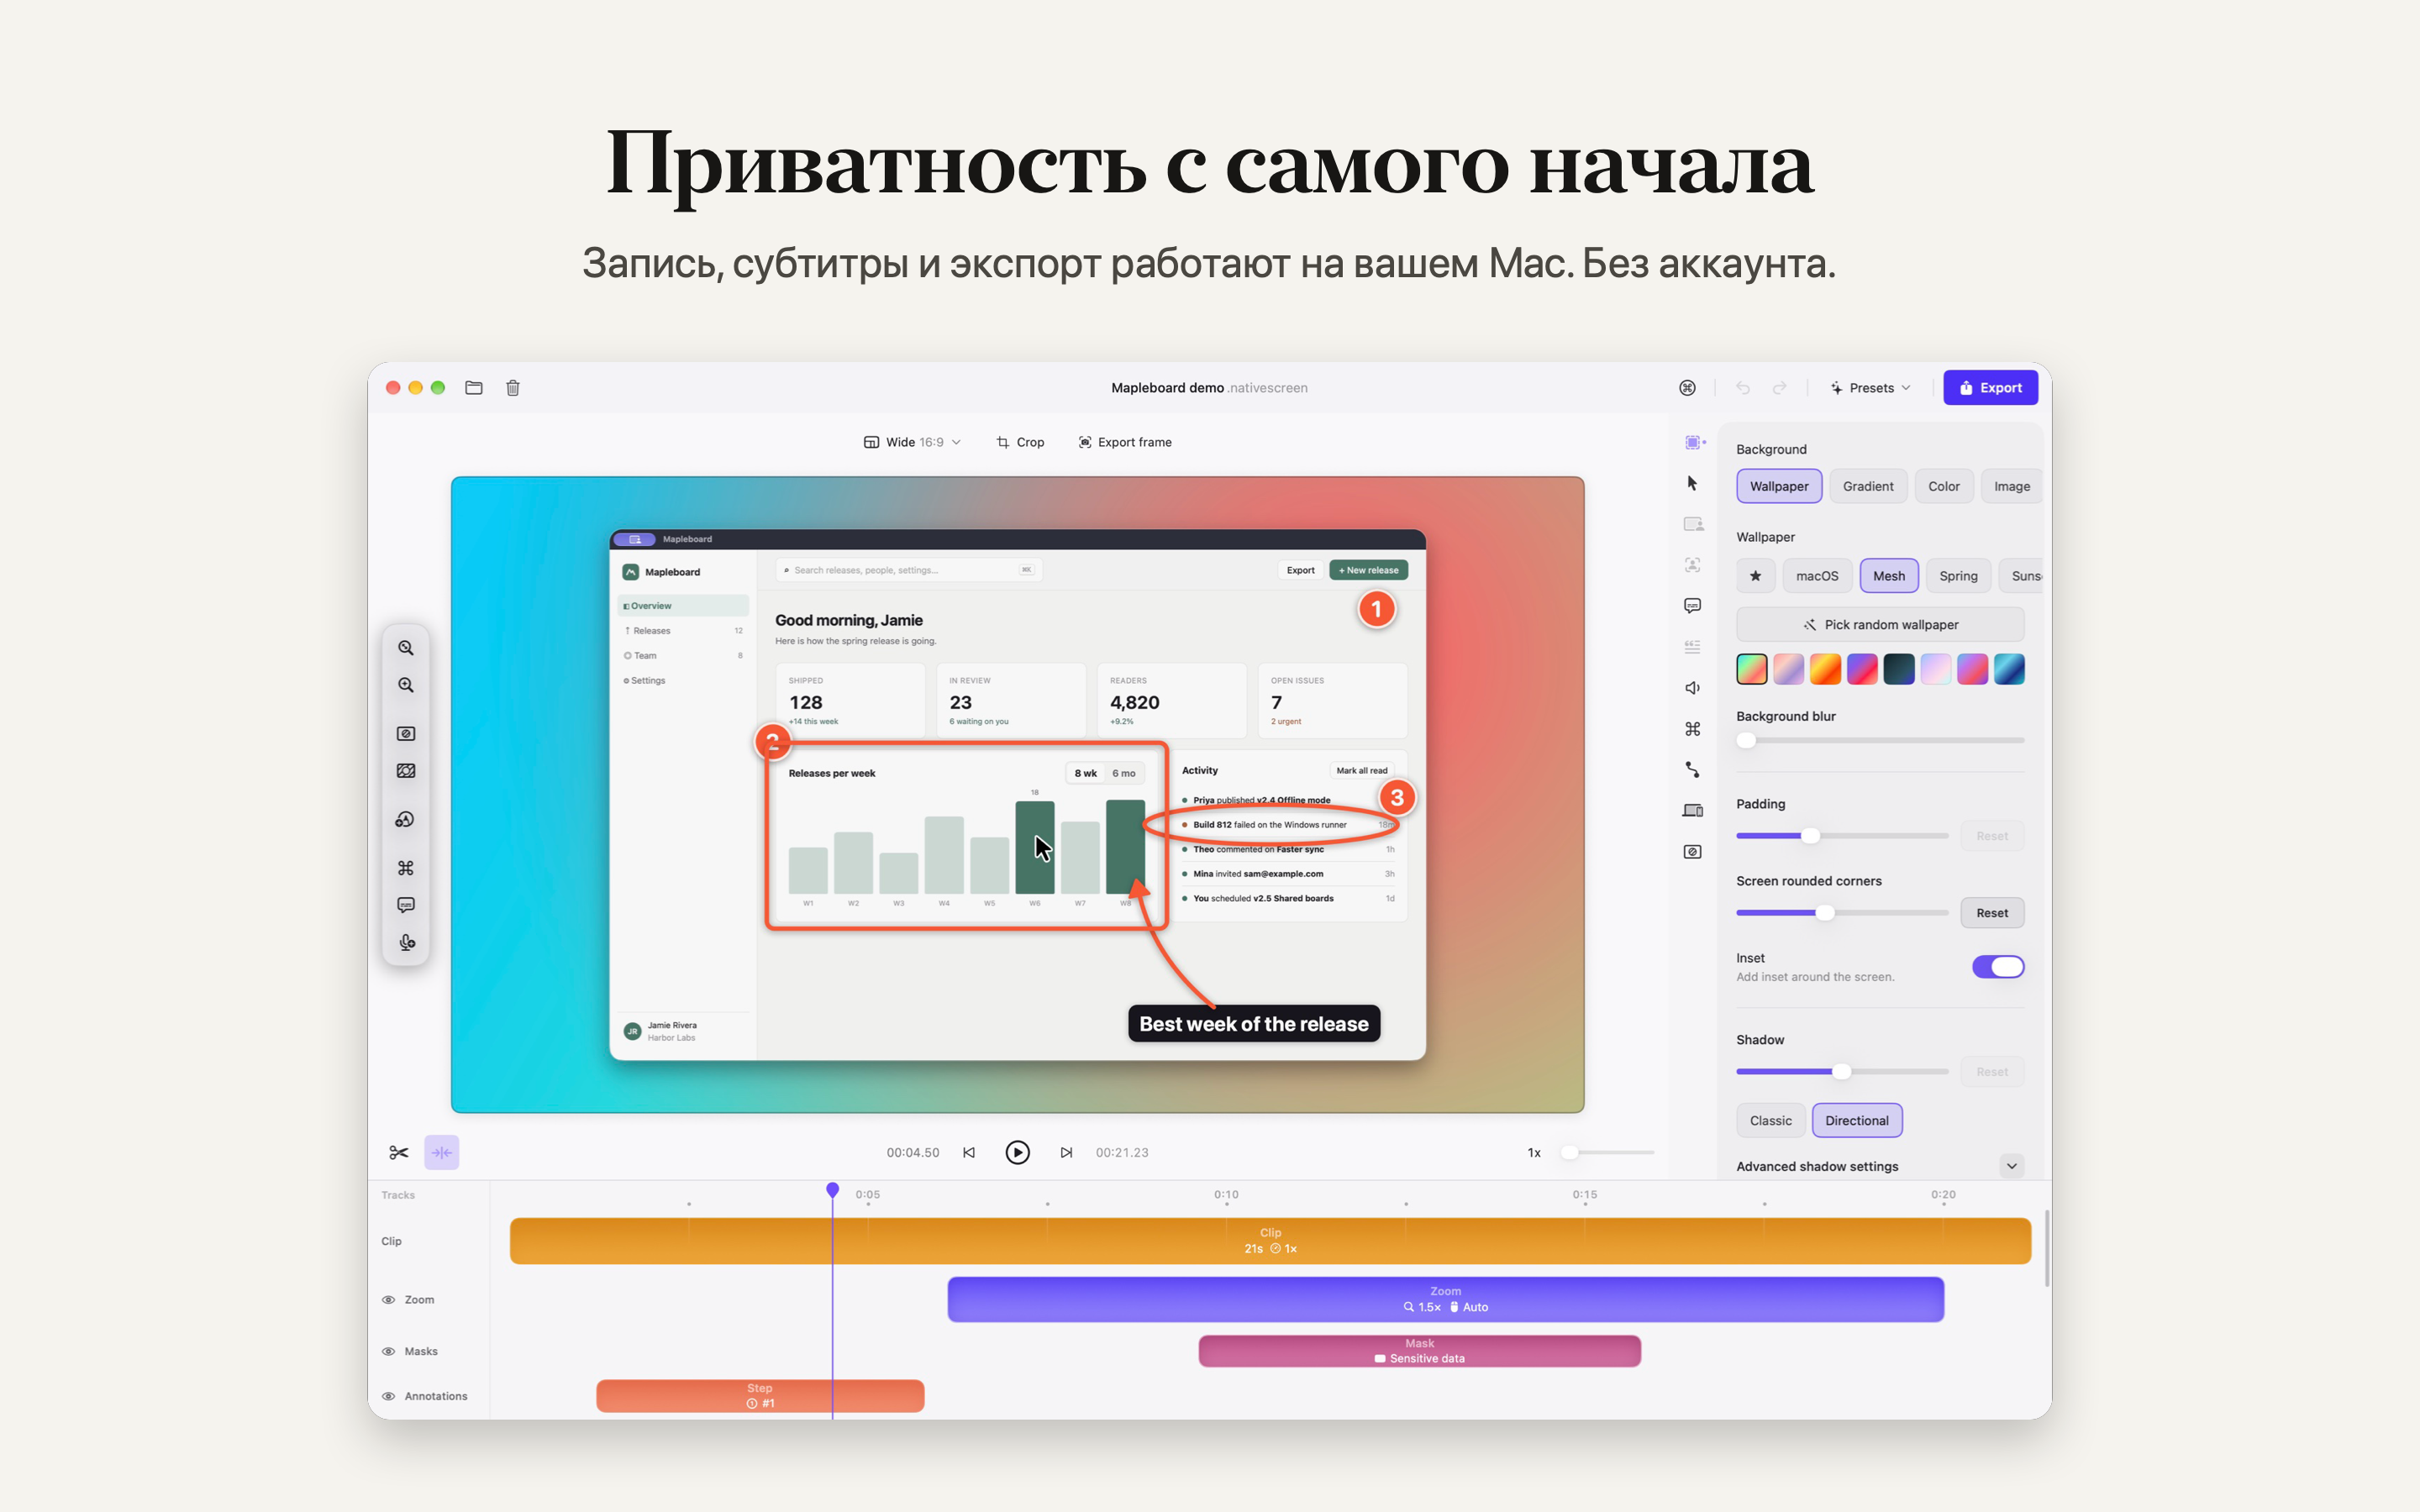 Приватность с самого начала
Запись, субтитры и экспорт работают на вашем Mac. Без аккаунта.
Mapleboard demo .nativescreen
Presets
Export
Wide 16:9
Crop
Export frame
Mapleboard
Mapleboard
Search releases, people, settings...
⌘K
Export
+ New release
Overview
Releases 12
Team 8
Settings
Good morning, Jamie
Here is how the spring release is going.
1
SHIPPED
128
+14 this week
IN REVIEW
23
6 waiting on you
READERS
4,820
+9.2%
OPEN ISSUES
7
2 urgent
2
Releases per week
8 wk 6 mo
18
W1 W2 W3 W4 W5 W6 W7 W8
Activity
Mark all read
3
Priya published v2.4 Offline mode
Build 812 failed on the Windows runner 18m
Theo commented on Faster sync 1h
Mina invited sam@example.com 3h
You scheduled v2.5 Shared boards 1d
Best week of the release
JR
Jamie Rivera
Harbor Labs
Background
Wallpaper Gradient Color Image
Wallpaper
macOS Mesh Spring Suns
Pick random wallpaper
Background blur
Padding
Reset
Screen rounded corners
Reset
Inset
Add inset around the screen.
Shadow
Reset
Classic Directional
Advanced shadow settings
00:04.50
00:21.23
1x
Tracks
0:05 0:10 0:15 0:20
Clip
Clip
21s 1×
Zoom
Zoom
1.5× Auto
Masks
Mask
Sensitive data
Annotations
Step
#1